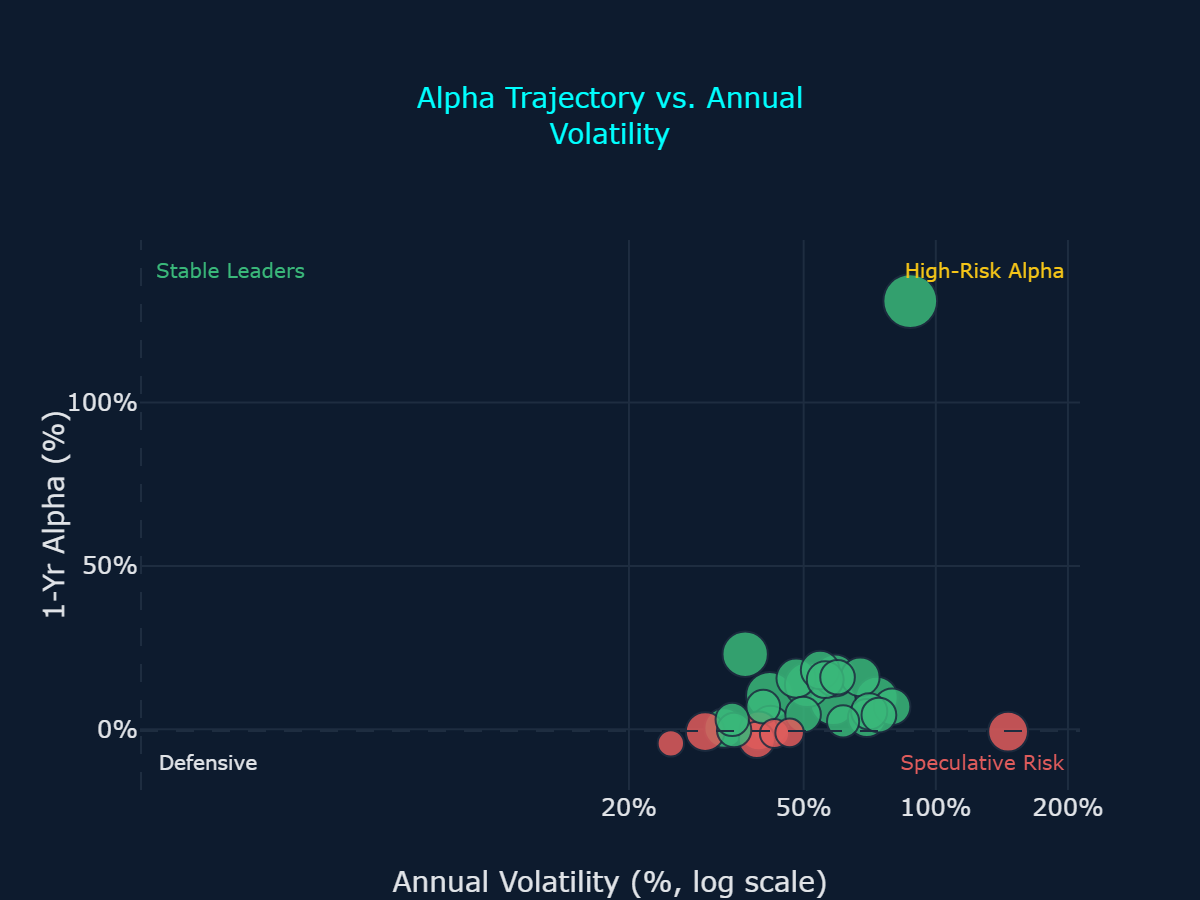 Alpha Trajectory vs. Annual
Volatility
Stable Leaders
High-Risk Alpha
100%
50%
0%
1-Yr Alpha (%)
Defensive
Speculative Risk
20%
50%
100%
200%
Annual Volatility (%, log scale)